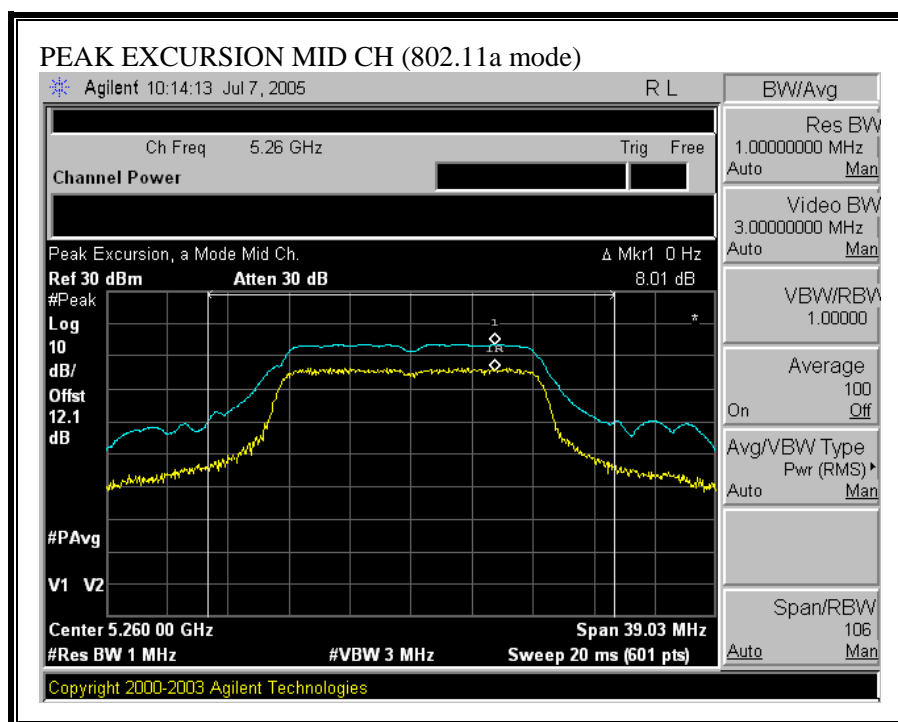 PEAK EXCURSION MID CH (802.11a mode)
Agilent 10:14:13 Jul 7, 2005 R L
BW/Avg
Ch Freq 5.26 GHz Trig Free
Channel Power
Peak Excursion, a Mode Mid Ch. Δ Mkr1 0 Hz
Ref 30 dBm Atten 30 dB 8.01 dB
#Peak
Log
10
dB/
Offst
12.1
dB
1
1R
*
#PAvg
V1 V2
Center 5.260 00 GHz Span 39.03 MHz
#Res BW 1 MHz #VBW 3 MHz Sweep 20 ms (601 pts)
Copyright 2000-2003 Agilent Technologies
Res BW
1.00000000 MHz
Auto Man
Video BW
3.00000000 MHz
Auto Man
VBW/RBW
1.00000
Average
100
On Off
Avg/VBW Type
Pwr (RMS)
Auto Man
Span/RBW
106
Auto Man